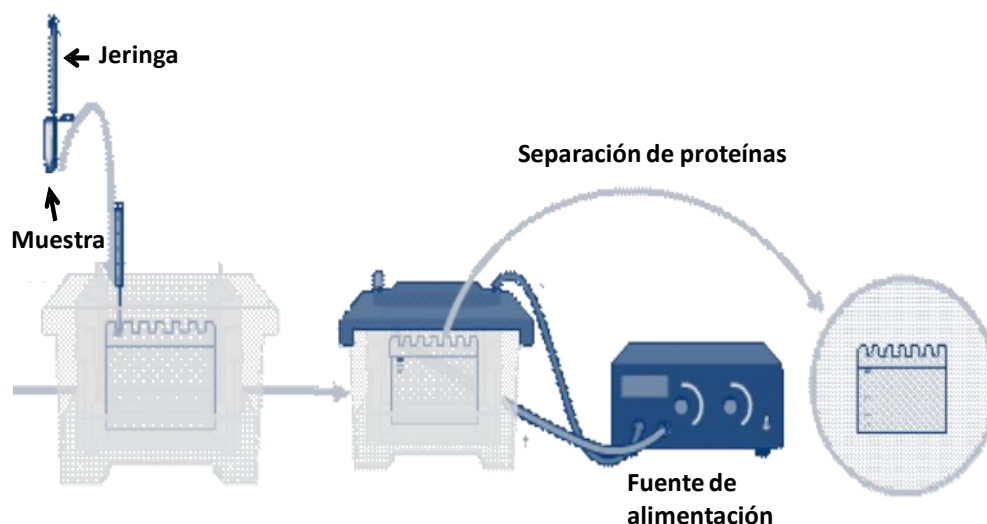 Jeringa
Separación de proteínas
Muestra
Fuente de
alimentación